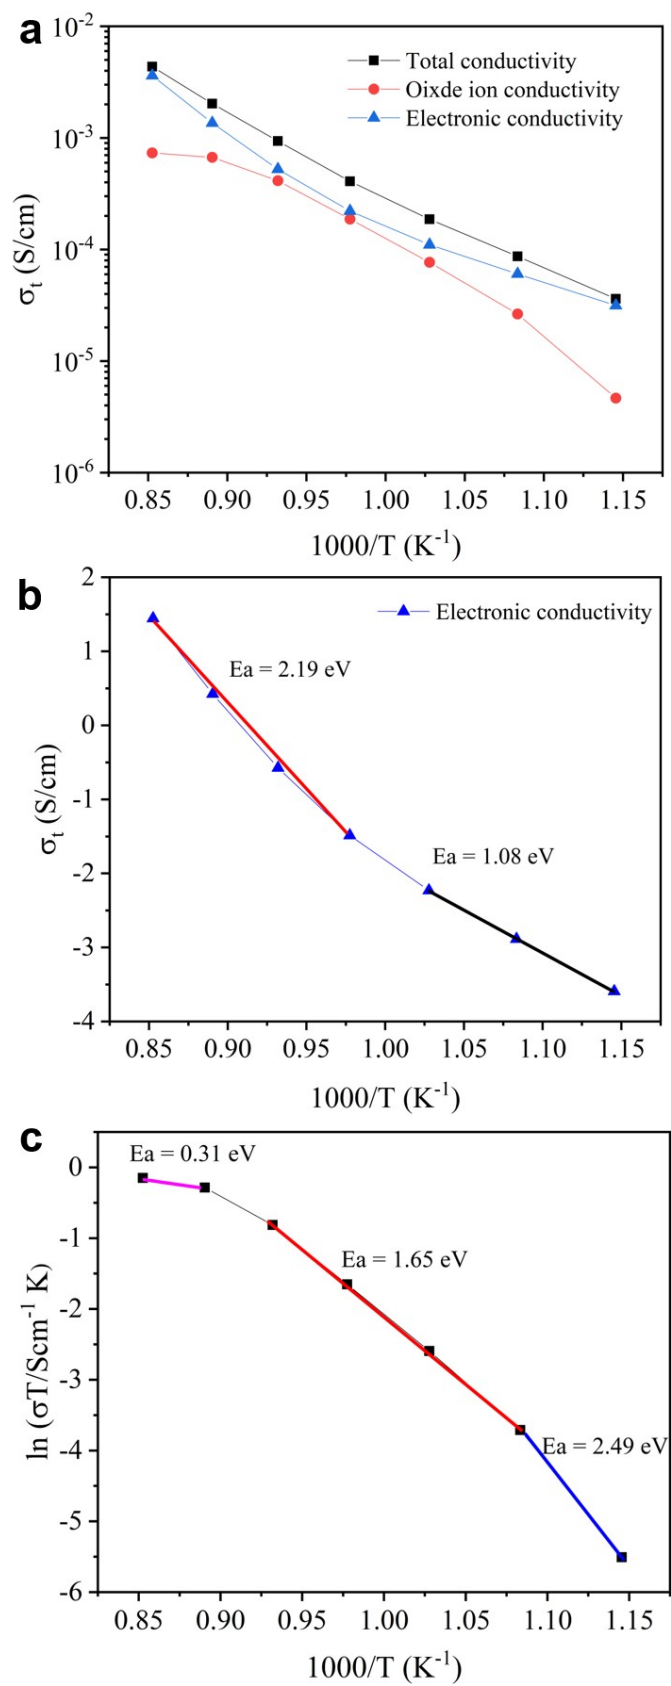 a
10⁻²
10⁻³
10⁻⁴
10⁻⁵
10⁻⁶
σₜ (S/cm)
Total conductivity
Oixde ion conductivity
Electronic conductivity
0.85 0.90 0.95 1.00 1.05 1.10 1.15
1000/T (K⁻¹)
b
2
1
0
-1
-2
-3
-4
σₜ (S/cm)
Electronic conductivity
Ea = 2.19 eV
Ea = 1.08 eV
0.85 0.90 0.95 1.00 1.05 1.10 1.15
1000/T (K⁻¹)
c
0
-1
-2
-3
-4
-5
-6
ln (σT/Scm⁻¹ K)
Ea = 0.31 eV
Ea = 1.65 eV
Ea = 2.49 eV
0.85 0.90 0.95 1.00 1.05 1.10 1.15
1000/T (K⁻¹)